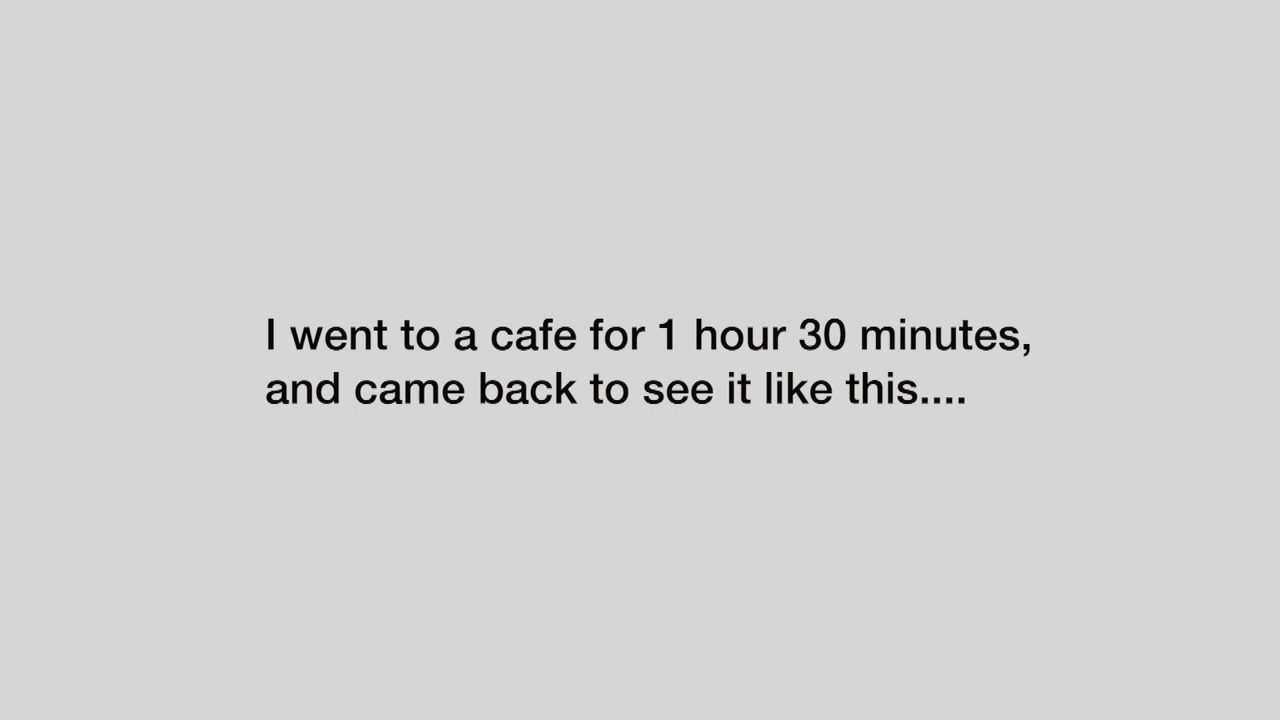 I went to a cafe for 1 hour 30 minutes,
and came back to see it like this....